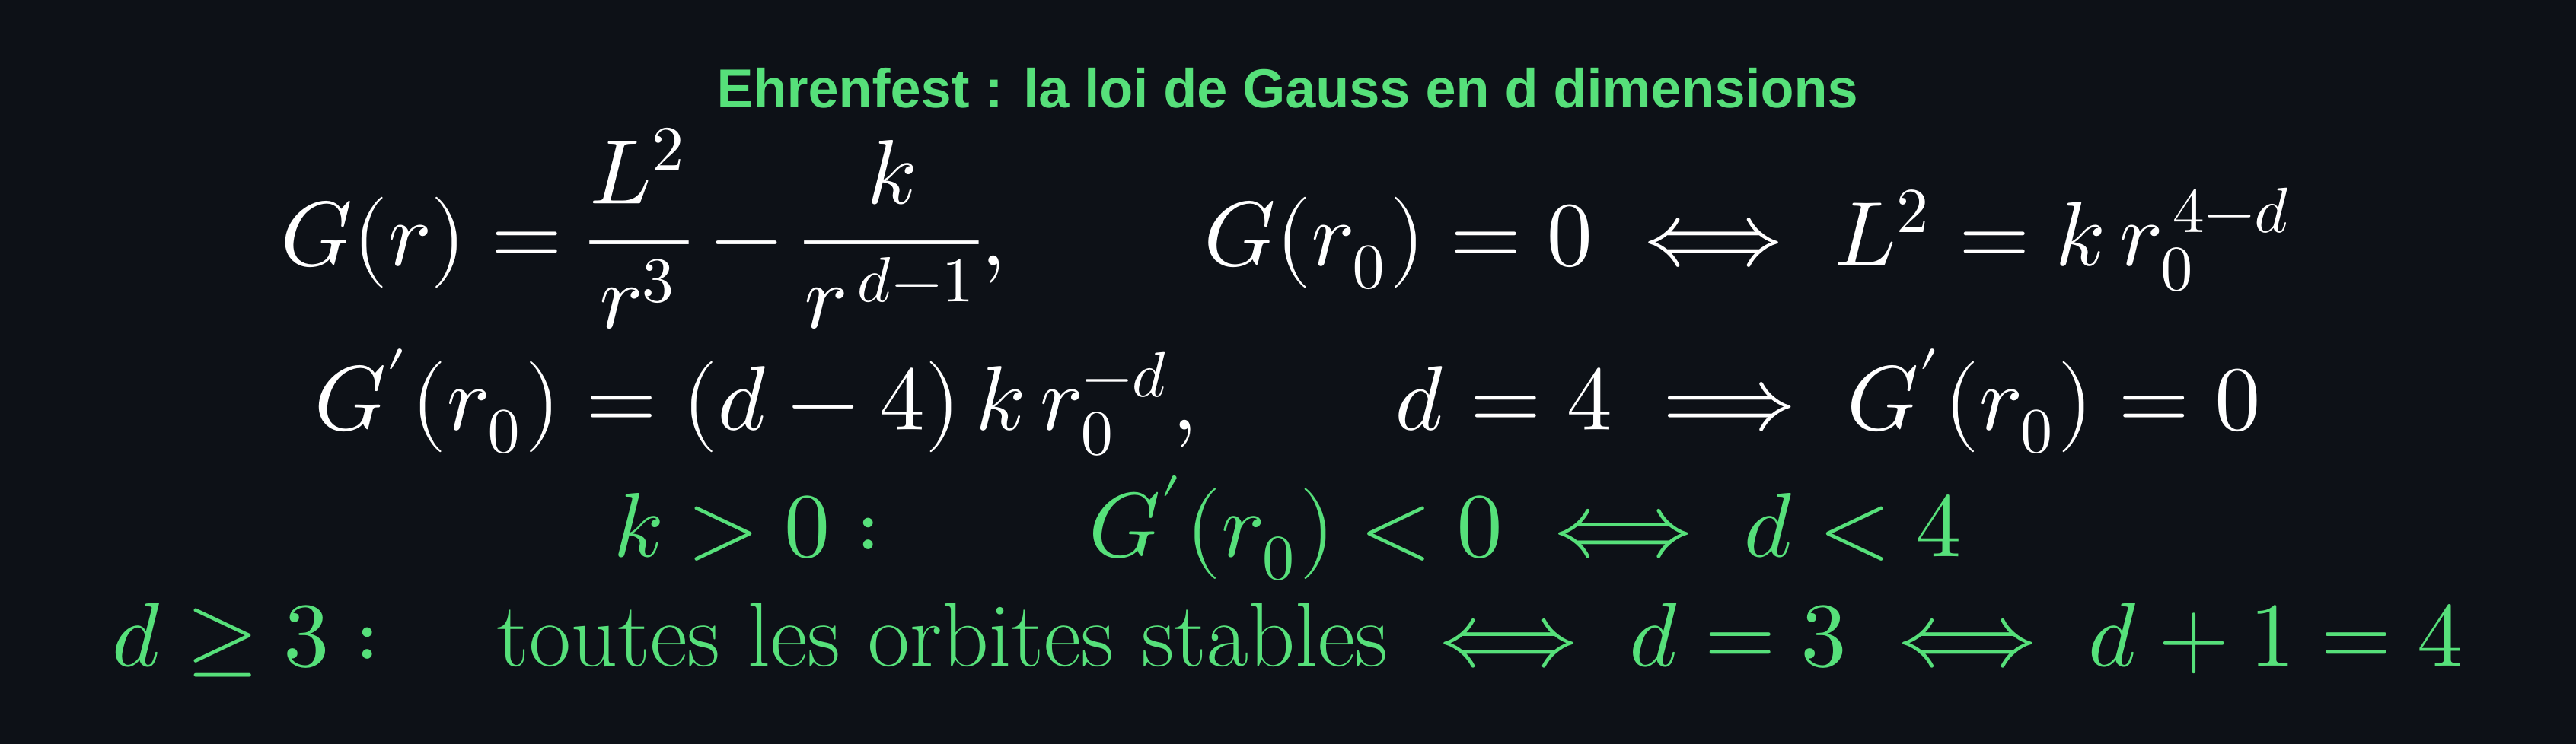 Ehrenfest : la loi de Gauss en d dimensions
G(r) = L²/r³ − k/r^{d−1},    G(r₀) = 0 ⟺ L² = k r₀^{4−d}
G′(r₀) = (d − 4) k r₀^{−d},    d = 4 ⟹ G′(r₀) = 0
k > 0 :    G′(r₀) < 0 ⟺ d < 4
d ≥ 3 :    toutes les orbites stables ⟺ d = 3 ⟺ d + 1 = 4